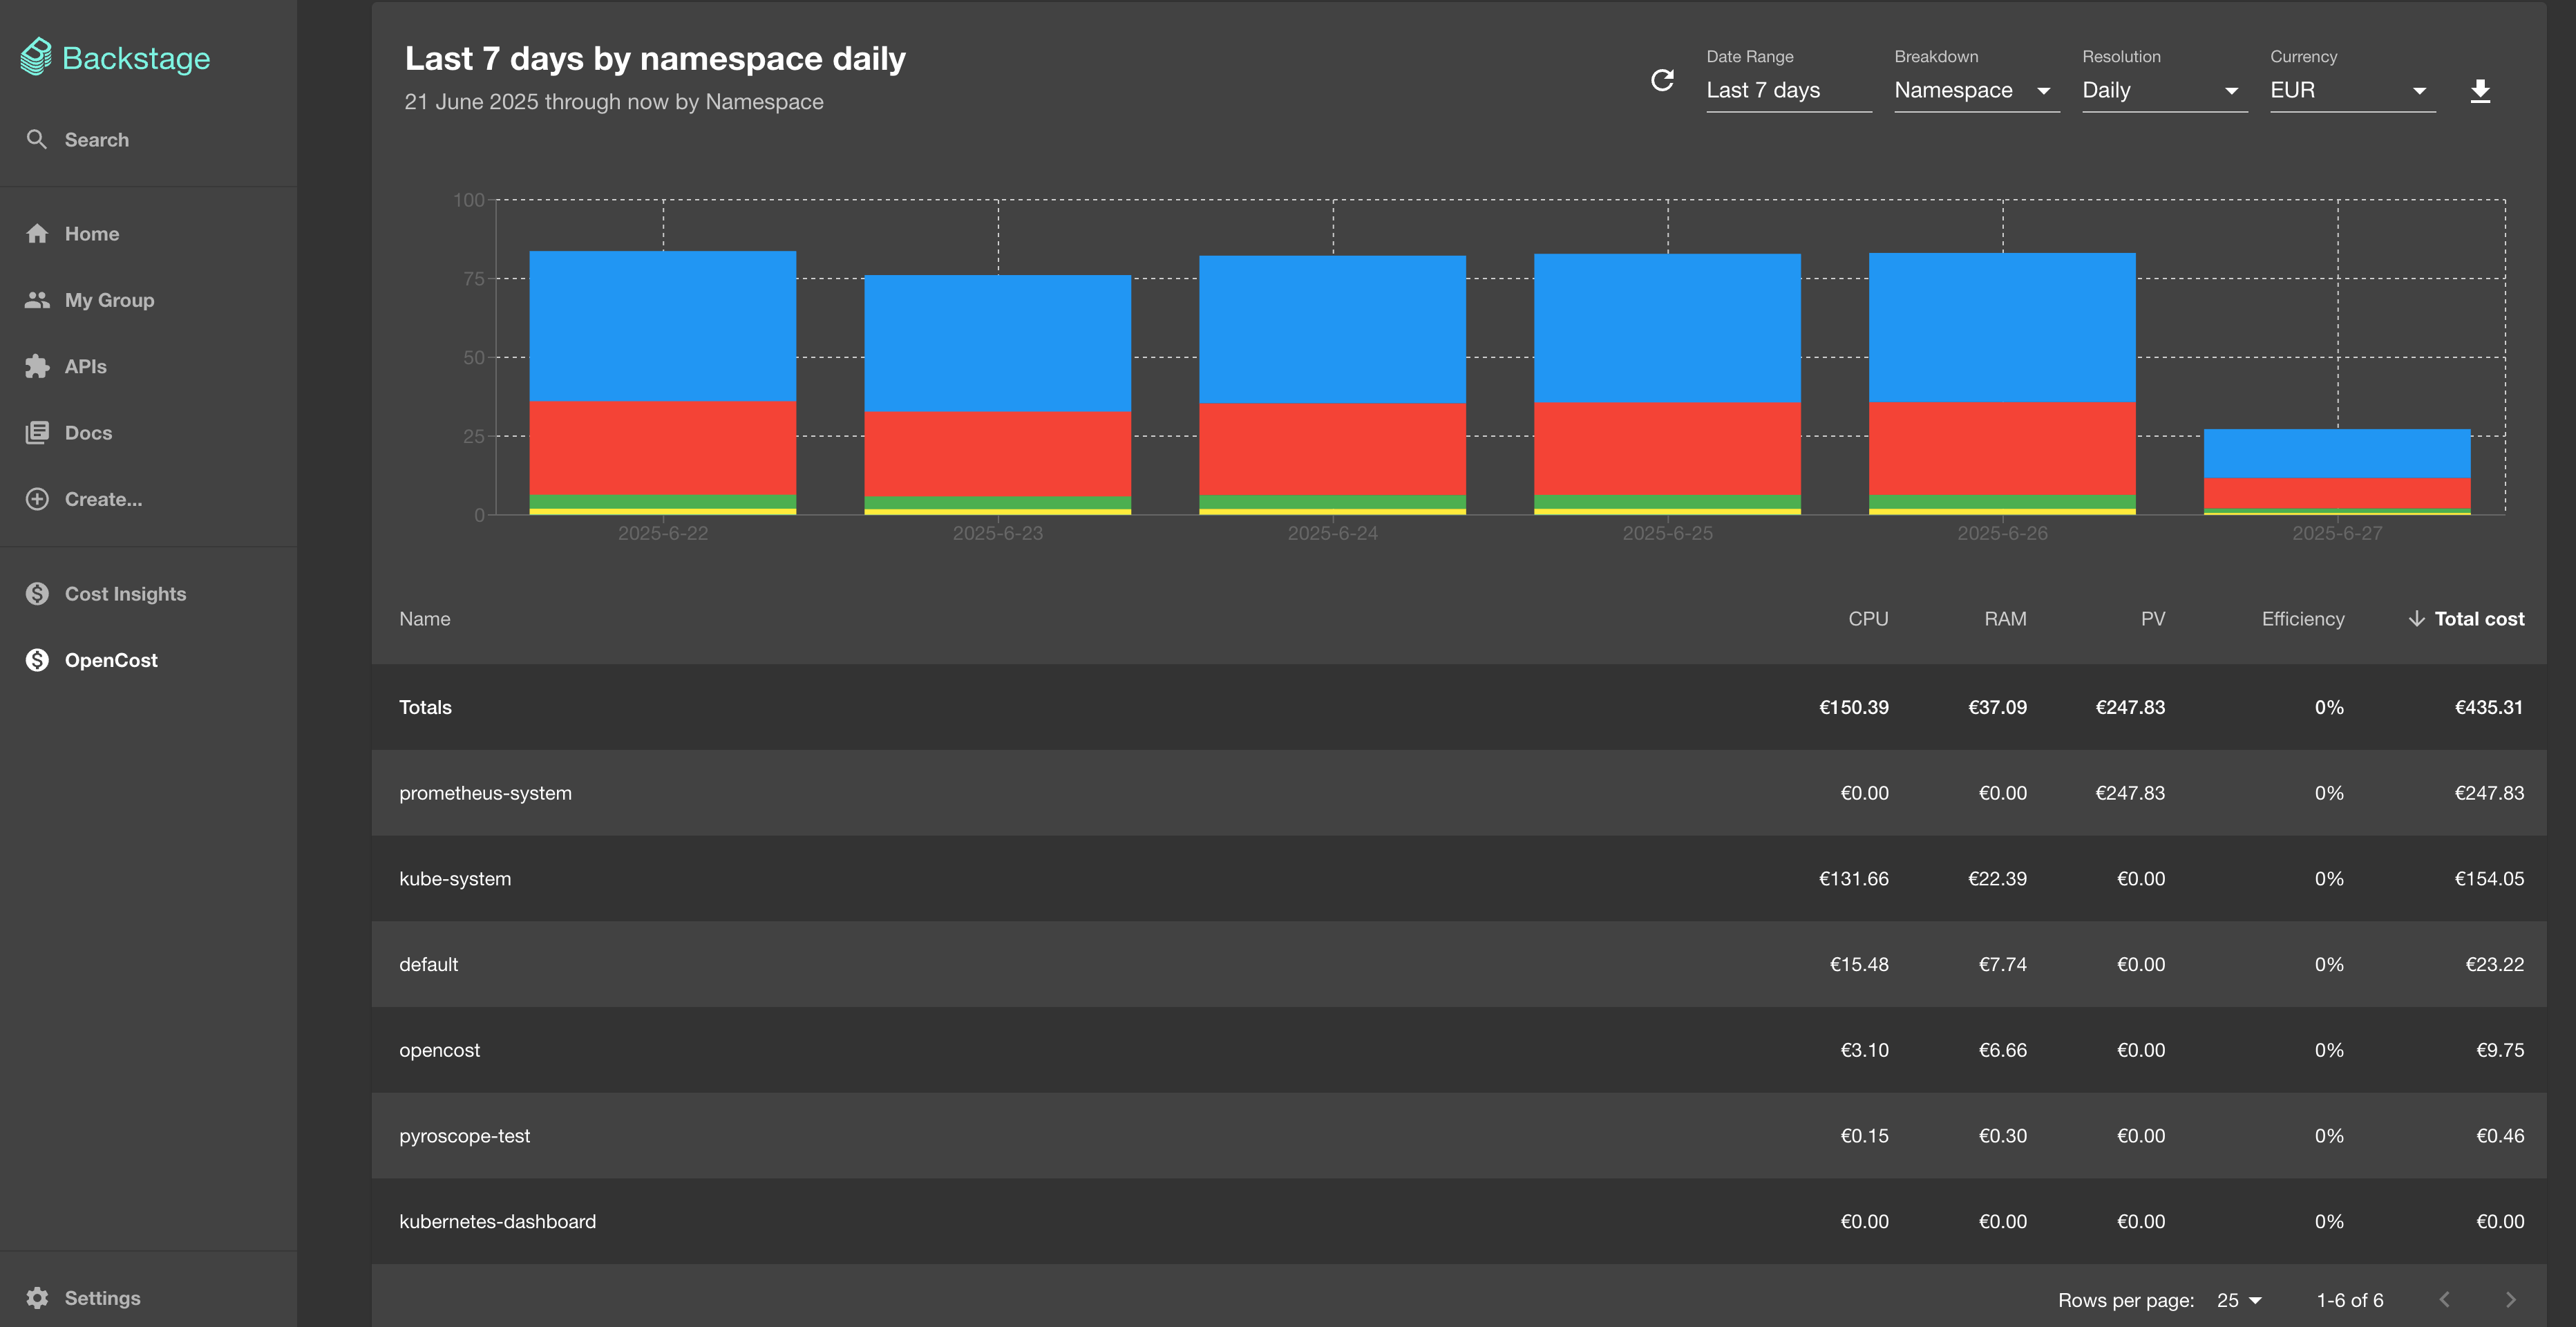 Backstage
Search
Home
My Group
APIs
Docs
Create...
Cost Insights
OpenCost
Settings
Last 7 days by namespace daily
21 June 2025 through now by Namespace
Date Range Breakdown Resolution Currency
Last 7 days Namespace Daily EUR
100
75
50
25
0
2025-6-22 2025-6-23 2025-6-24 2025-6-25 2025-6-26 2025-6-27
Name CPU RAM PV Efficiency Total cost
Totals €150.39 €37.09 €247.83 0% €435.31
prometheus-system €0.00 €0.00 €247.83 0% €247.83
kube-system €131.66 €22.39 €0.00 0% €154.05
default €15.48 €7.74 €0.00 0% €23.22
opencost €3.10 €6.66 €0.00 0% €9.75
pyroscope-test €0.15 €0.30 €0.00 0% €0.46
kubernetes-dashboard €0.00 €0.00 €0.00 0% €0.00
Rows per page: 25 1-6 of 6